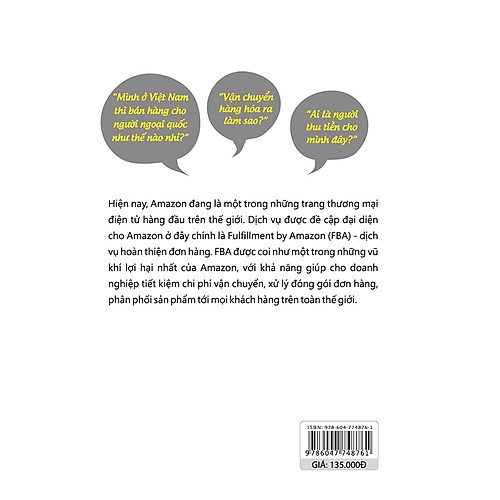 “Mình ở Việt Nam
thì bán hàng cho
người ngoại quốc
như thế nào nhỉ?”
“Vận chuyển
hàng hóa ra
làm sao?”
“Ai là người
thu tiền cho
mình đây?”
Hiện nay, Amazon đang là một trong những trang thương mại
điện tử hàng đầu trên thế giới. Dịch vụ được đề cập đại diện
cho Amazon ở đây chính là Fulfillment by Amazon (FBA) - dịch
vụ hoàn thiện đơn hàng. FBA được coi như một trong những vũ
khí lợi hại nhất của Amazon, với khả năng giúp cho doanh
nghiệp tiết kiệm chi phí vận chuyển, xử lý đóng gói đơn hàng,
phân phối sản phẩm tới mọi khách hàng trên toàn thế giới.
ISBN: 978-604-774876-1
9786047748761
GIÁ: 135.000Đ